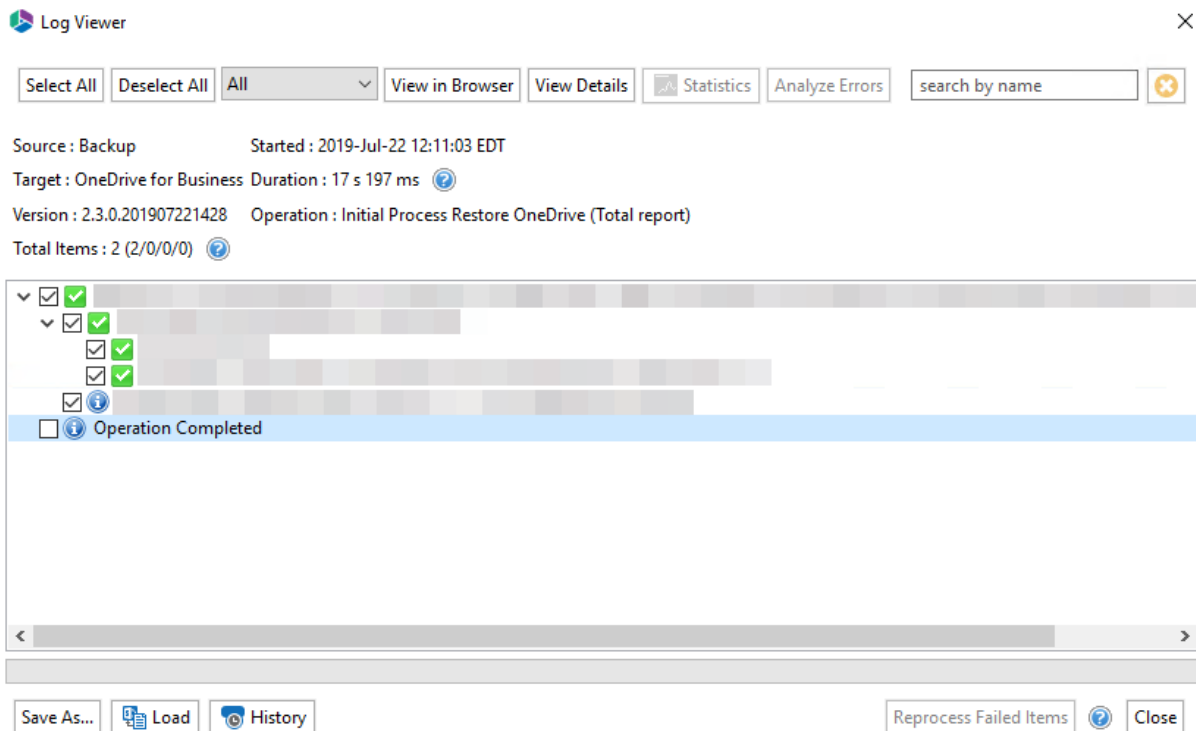 Log Viewer
Select All Deselect All All View in Browser View Details Statistics Analyze Errors search by name
Source : Backup Started : 2019-Jul-22 12:11:03 EDT
Target : OneDrive for Business Duration : 17 s 197 ms
Version : 2.3.0.201907221428 Operation : Initial Process Restore OneDrive (Total report)
Total Items : 2 (2/0/0/0)
Operation Completed
Save As... Load History Reprocess Failed Items Close